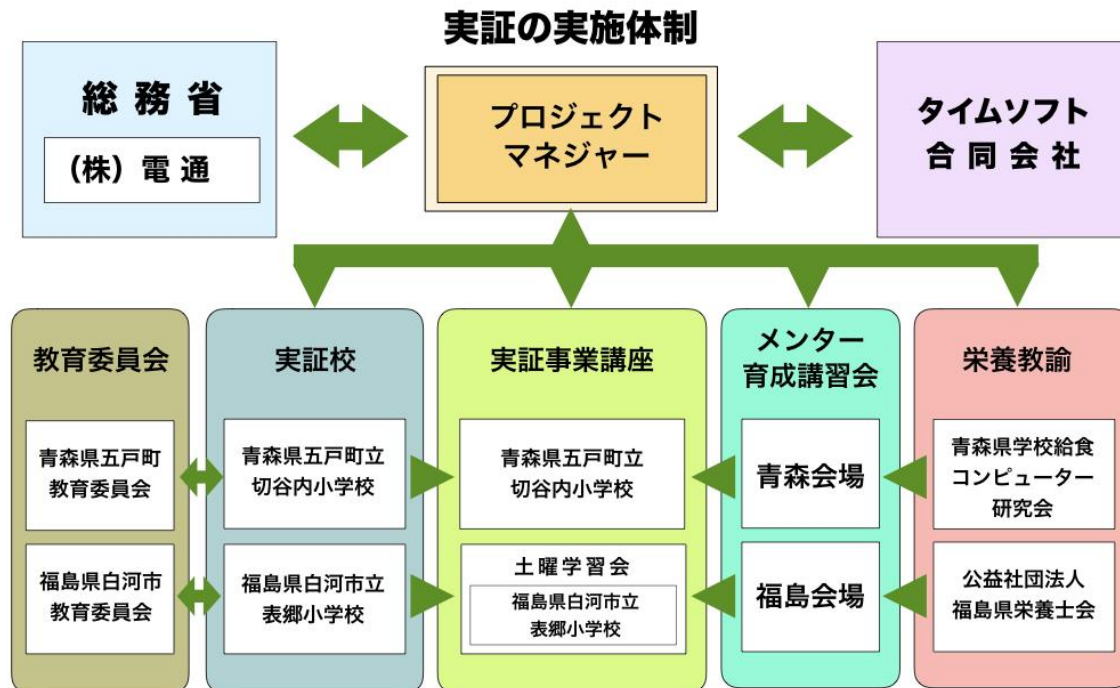 実証の実施体制
総務省
(株)電通
プロジェクト
マネジャー
タイムソフト
合同会社
教育委員会
青森県五戸町
教育委員会
福島県白河市
教育委員会
実証校
青森県五戸町立
切谷内小学校
福島県白河市立
表郷小学校
実証事業講座
青森県五戸町立
切谷内小学校
土曜学習会
福島県白河市立
表郷小学校
メンター
育成講習会
青森会場
福島会場
栄養教諭
青森県学校給食
コンピューター
研究会
公益社団法人
福島県栄養士会